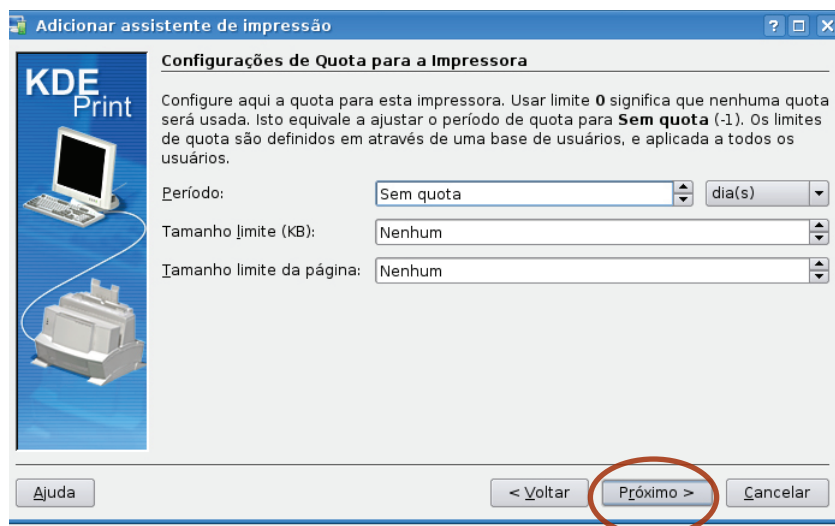 Adicionar assistente de impressão
KDE
Print
Configurações de Quota para a Impressora
Configure aqui a quota para esta impressora. Usar limite 0 significa que nenhuma quota
será usada. Isto equivale a ajustar o período de quota para Sem quota (-1). Os limites
de quota são definidos em através de uma base de usuários, e aplicada a todos os
usuários.
Período: Sem quota dia(s)
Tamanho limite (KB): Nenhum
Tamanho limite da página: Nenhum
Ajuda < Voltar Próximo > Cancelar